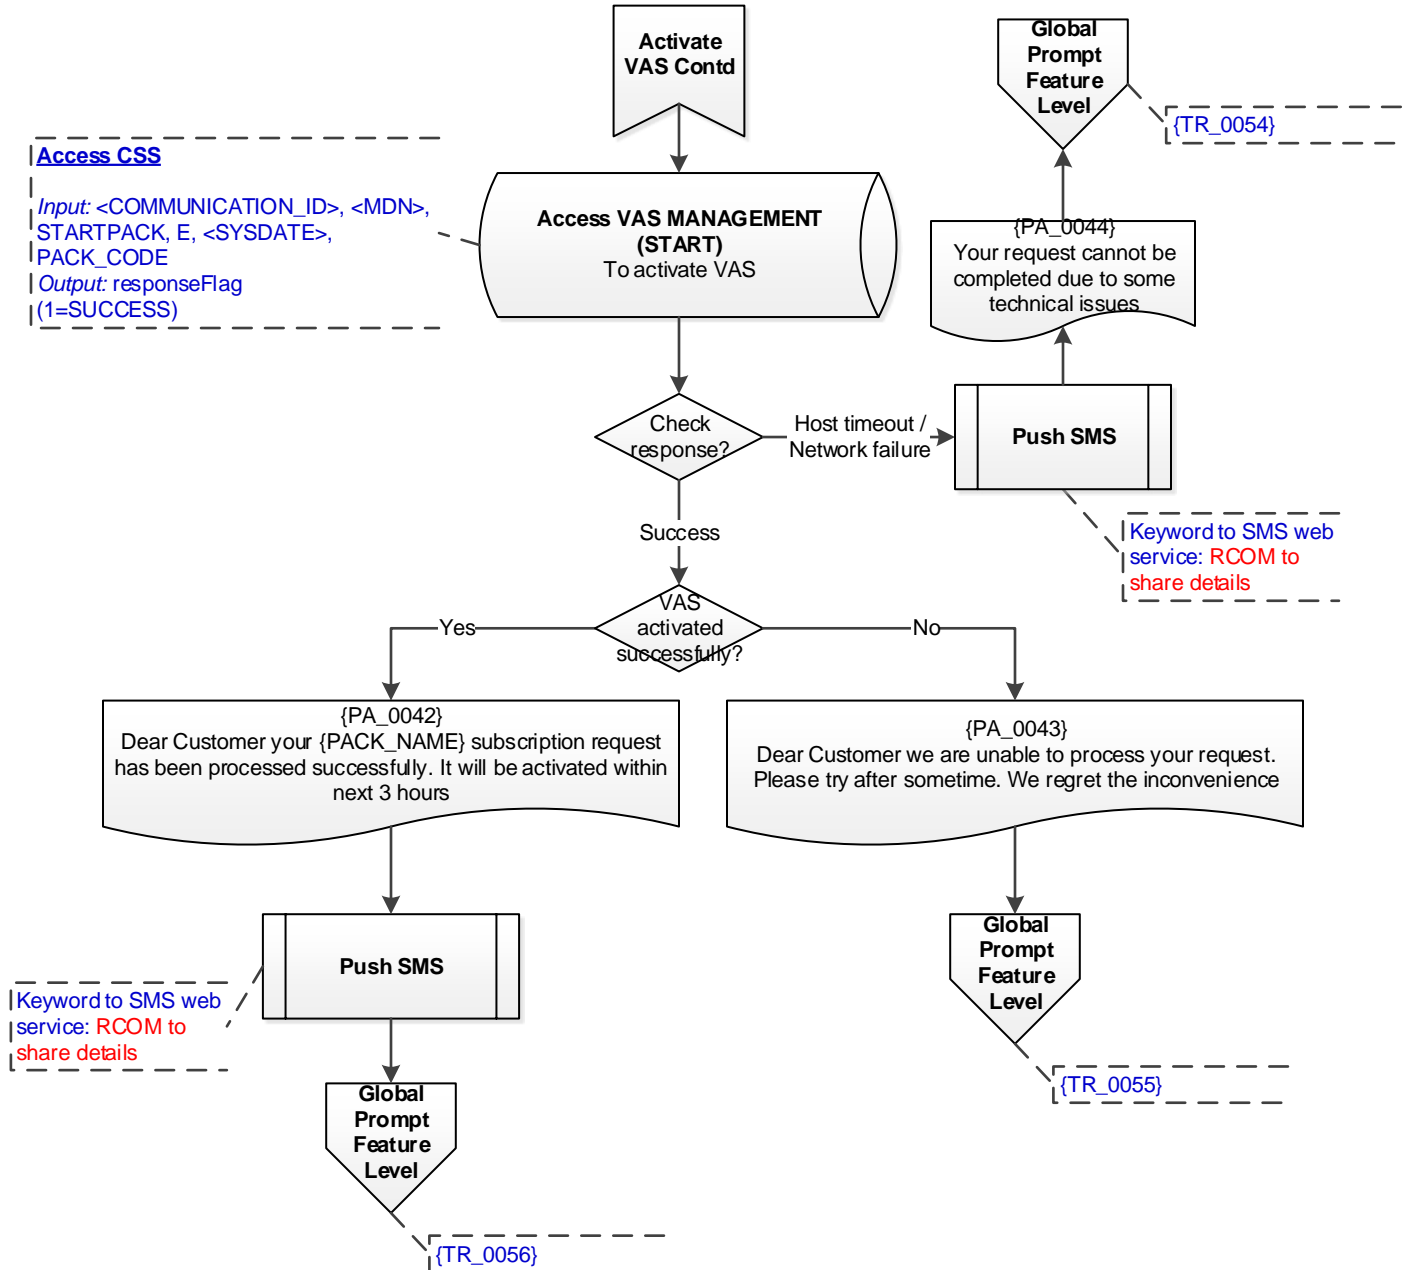 Activate
VAS Contd
Global
Prompt
Feature
Level
{TR_0054}
Access CSS
Input: <COMMUNICATION_ID>, <MDN>,
STARTPACK, E, <SYSDATE>,
PACK_CODE
Output: responseFlag
(1=SUCCESS)
Access VAS MANAGEMENT
(START)
To activate VAS
{PA_0044}
Your request cannot be
completed due to some
technical issues
Check
response?
Host timeout /
Network failure
Push SMS
Keyword to SMS web
service: RCOM to
share details
Success
VAS
activated
successfully?
Yes
No
{PA_0042}
Dear Customer your {PACK_NAME} subscription request
has been processed successfully. It will be activated within
next 3 hours
{PA_0043}
Dear Customer we are unable to process your request.
Please try after sometime. We regret the inconvenience
Push SMS
Keyword to SMS web
service: RCOM to
share details
Global
Prompt
Feature
Level
{TR_0055}
Global
Prompt
Feature
Level
{TR_0056}